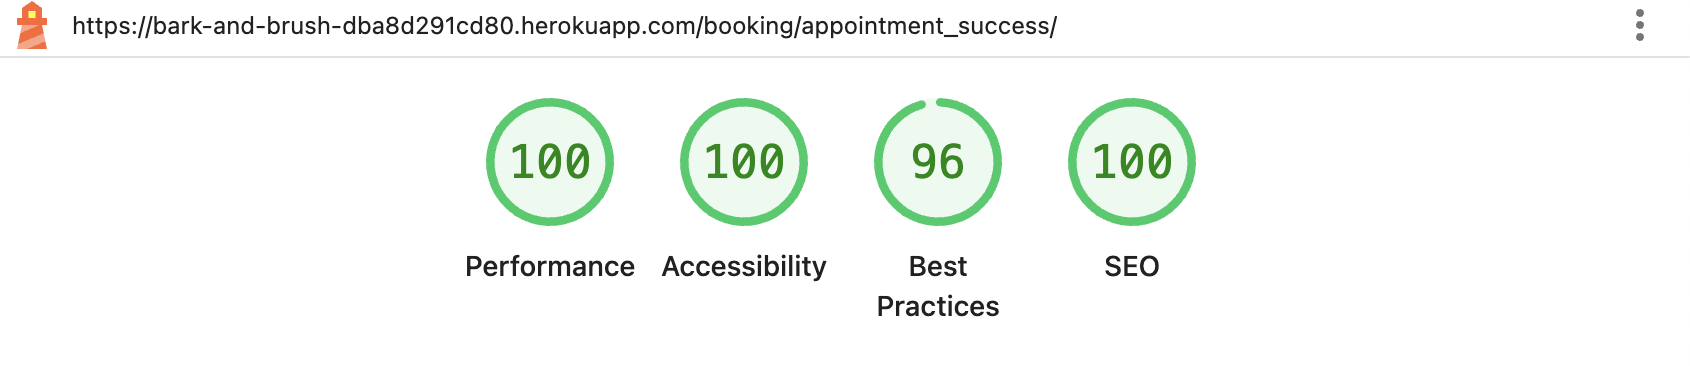 https://bark-and-brush-dba8d291cd80.herokuapp.com/booking/appointment_success/
100 100 96 100
Performance Accessibility Best SEO
Practices